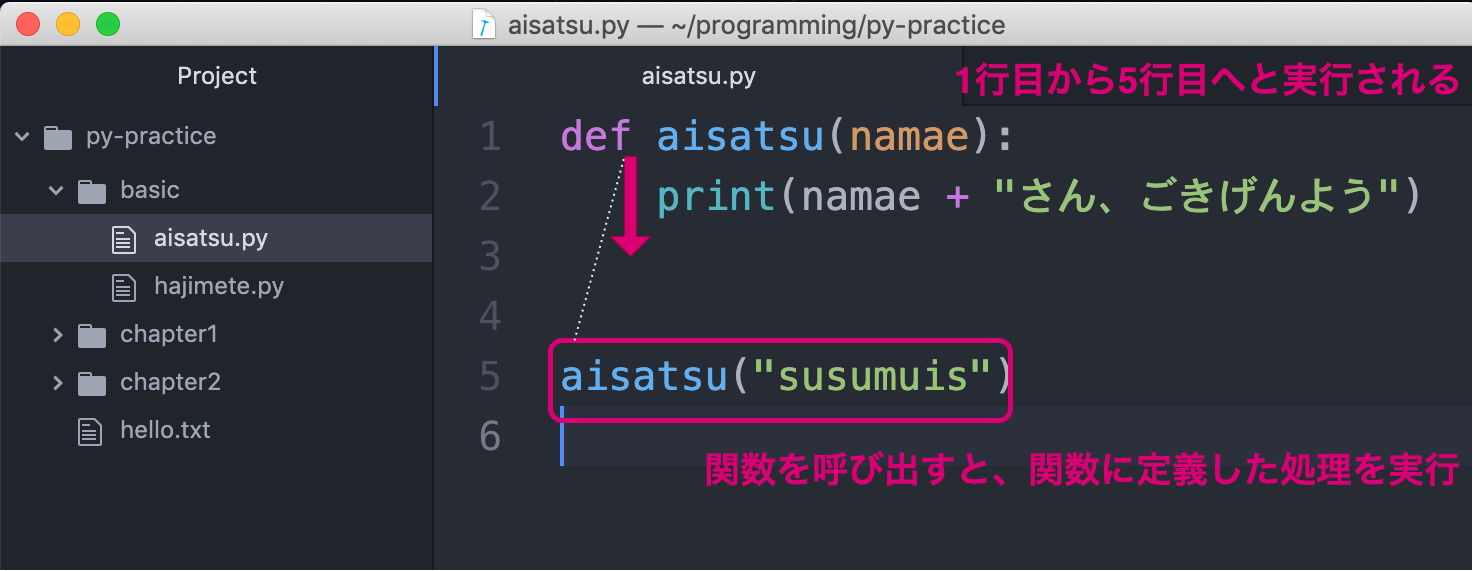 aisatsu.py — ~/programming/py-practice
Project
py-practice
basic
aisatsu.py
hajimete.py
chapter1
chapter2
hello.txt
aisatsu.py
1行目から5行目へと実行される
1 def aisatsu(namae):
2     print(namae + "さん、ごきげんよう")
3
4
5 aisatsu("susumuis")
6
関数を呼び出すと、関数に定義した処理を実行